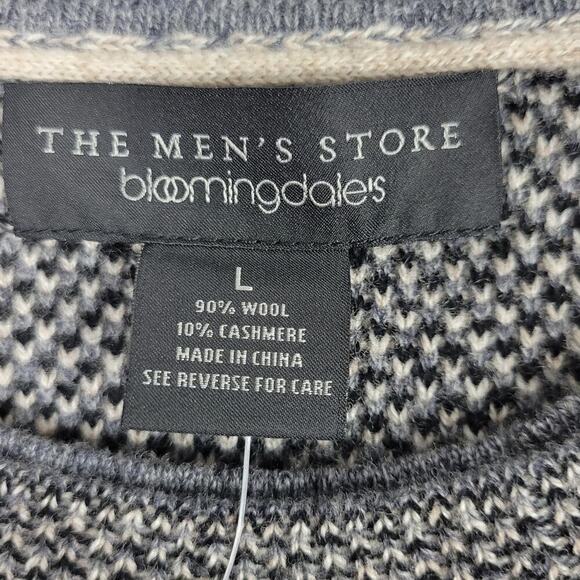 THE MEN'S STORE
bloomingdale's
L
90% WOOL
10% CASHMERE
MADE IN CHINA
SEE REVERSE FOR CARE